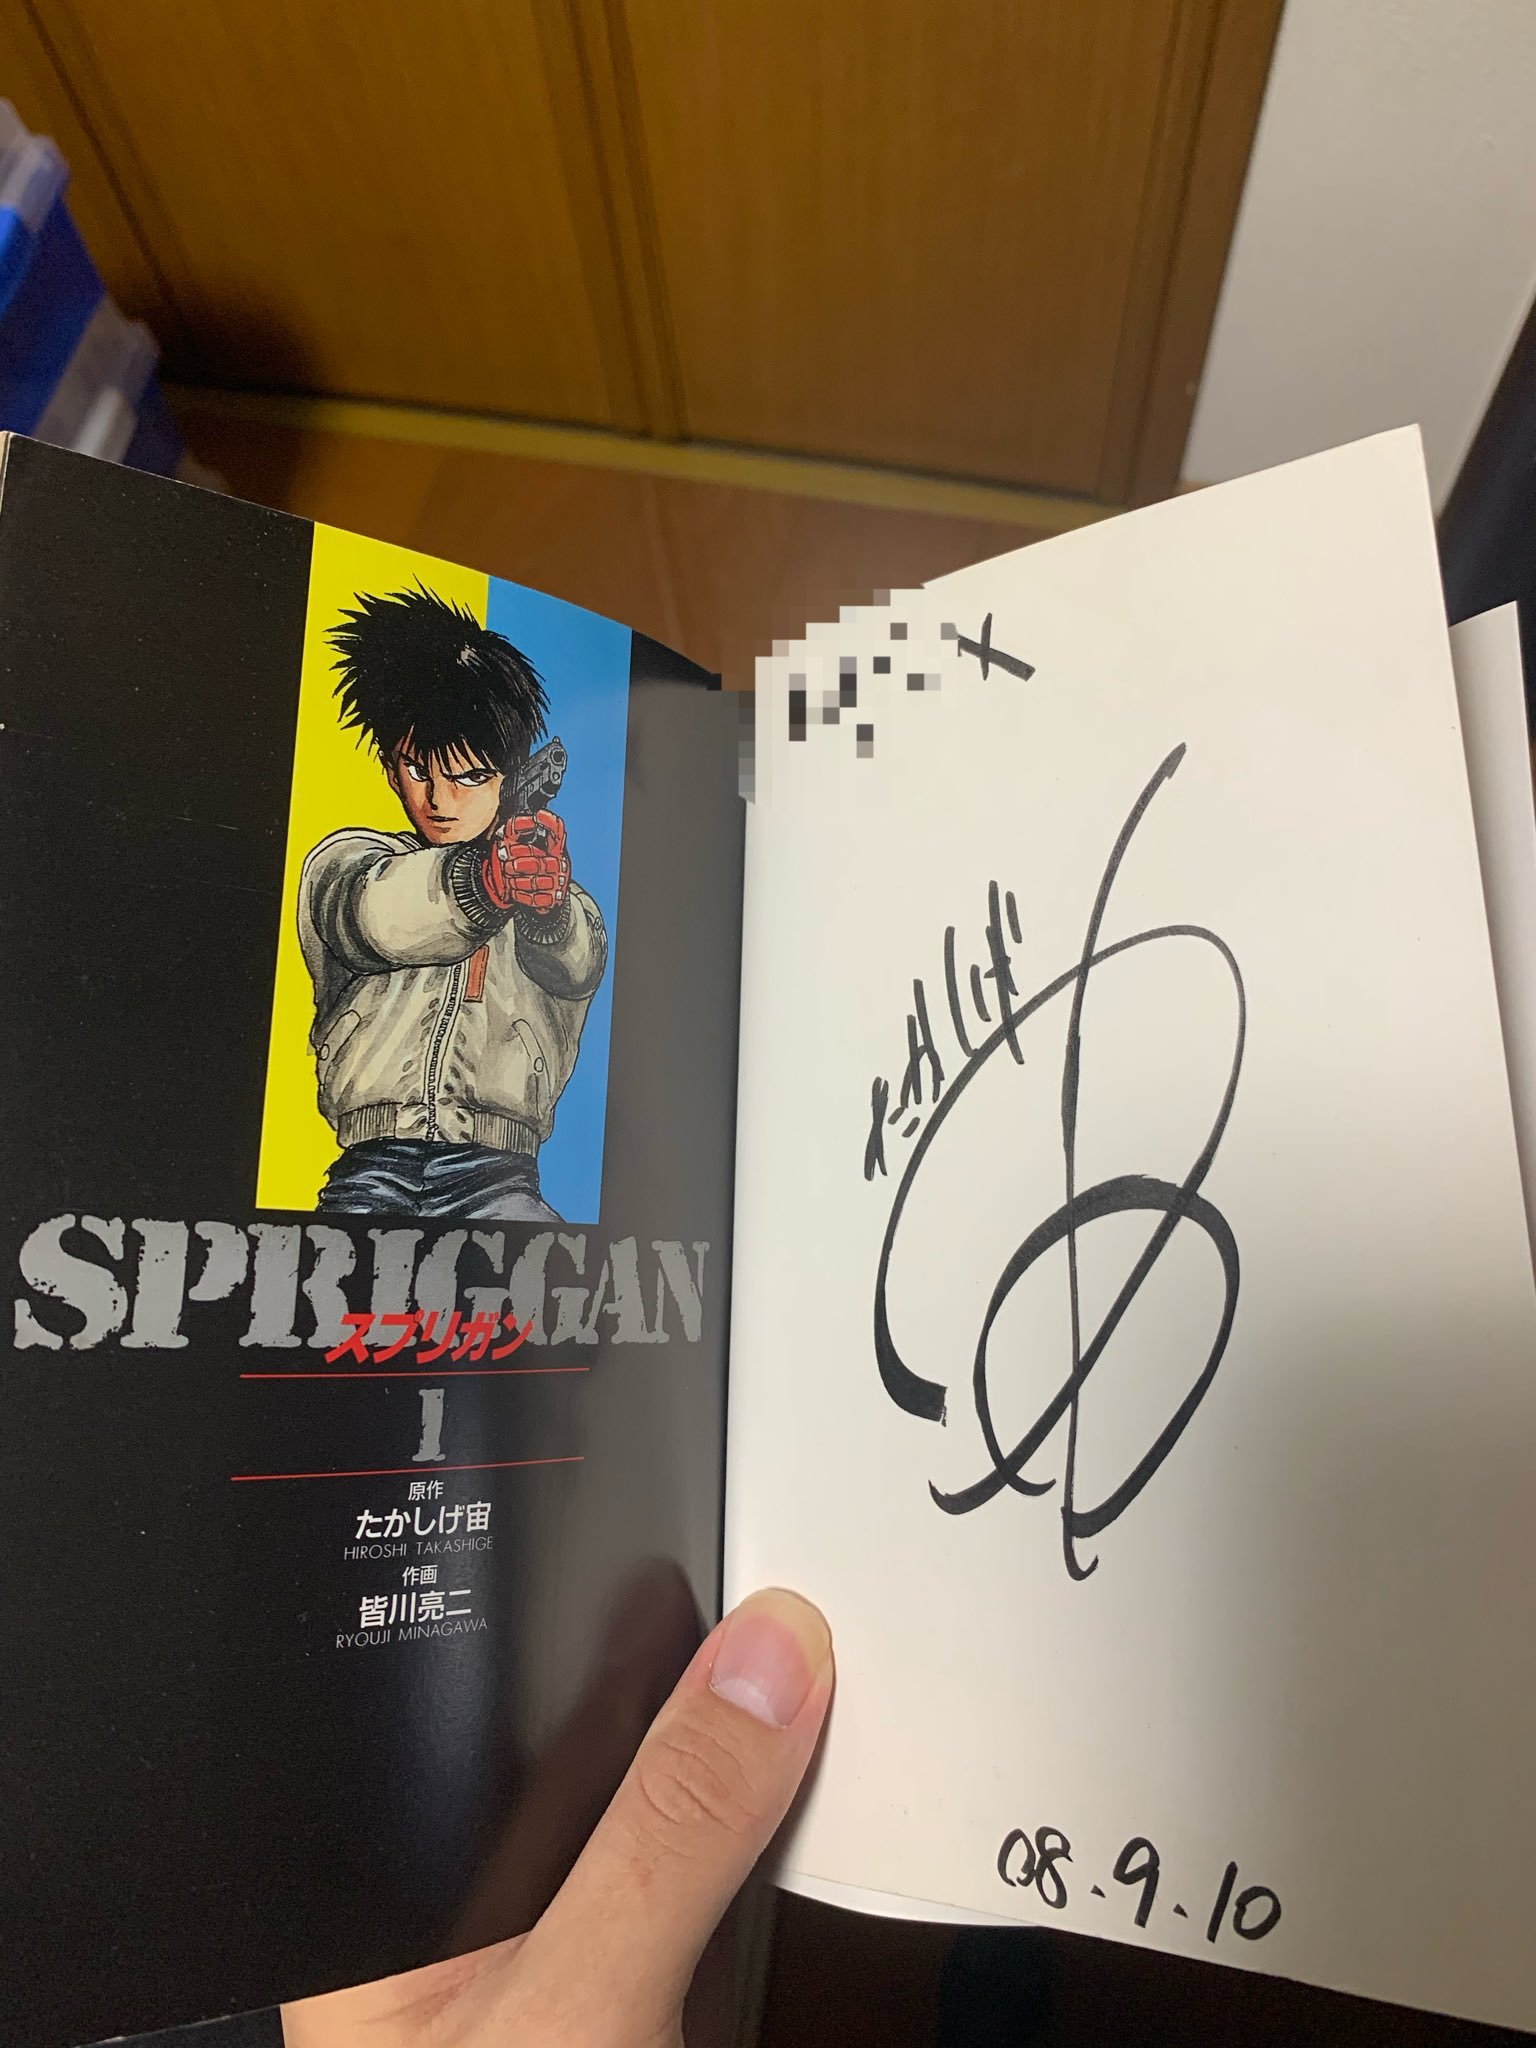 SPRIGGAN
スプリガン
1
原作
たかしげ宙
HIROSHI TAKASHIGE
作画
皆川亮二
RYOUJI MINAGAWA
たかしげ
08.9.10